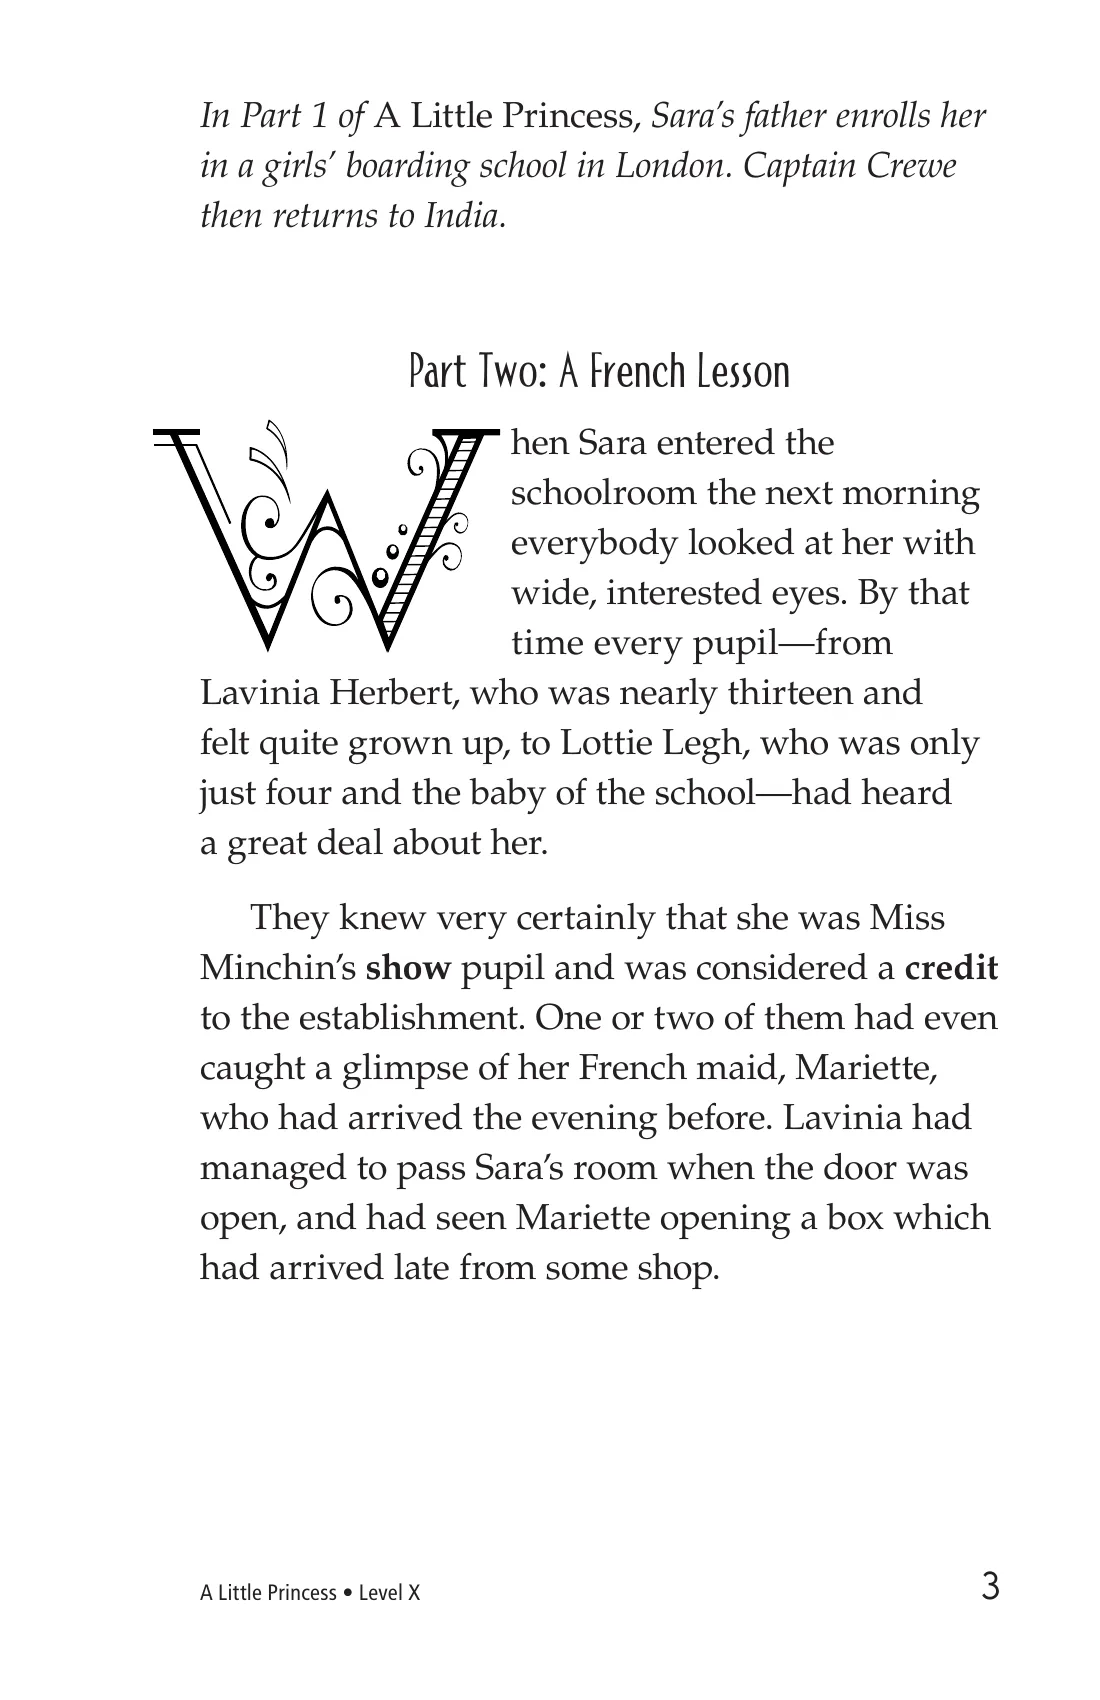 In Part 1 of A Little Princess, Sara’s father enrolls her
in a girls’ boarding school in London. Captain Crewe
then returns to India.
Part Two: A French Lesson
When Sara entered the
schoolroom the next morning
everybody looked at her with
wide, interested eyes. By that
time every pupil—from
Lavinia Herbert, who was nearly thirteen and
felt quite grown up, to Lottie Legh, who was only
just four and the baby of the school—had heard
a great deal about her.
They knew very certainly that she was Miss
Minchin’s show pupil and was considered a credit
to the establishment. One or two of them had even
caught a glimpse of her French maid, Mariette,
who had arrived the evening before. Lavinia had
managed to pass Sara’s room when the door was
open, and had seen Mariette opening a box which
had arrived late from some shop.
A Little Princess • Level X
3